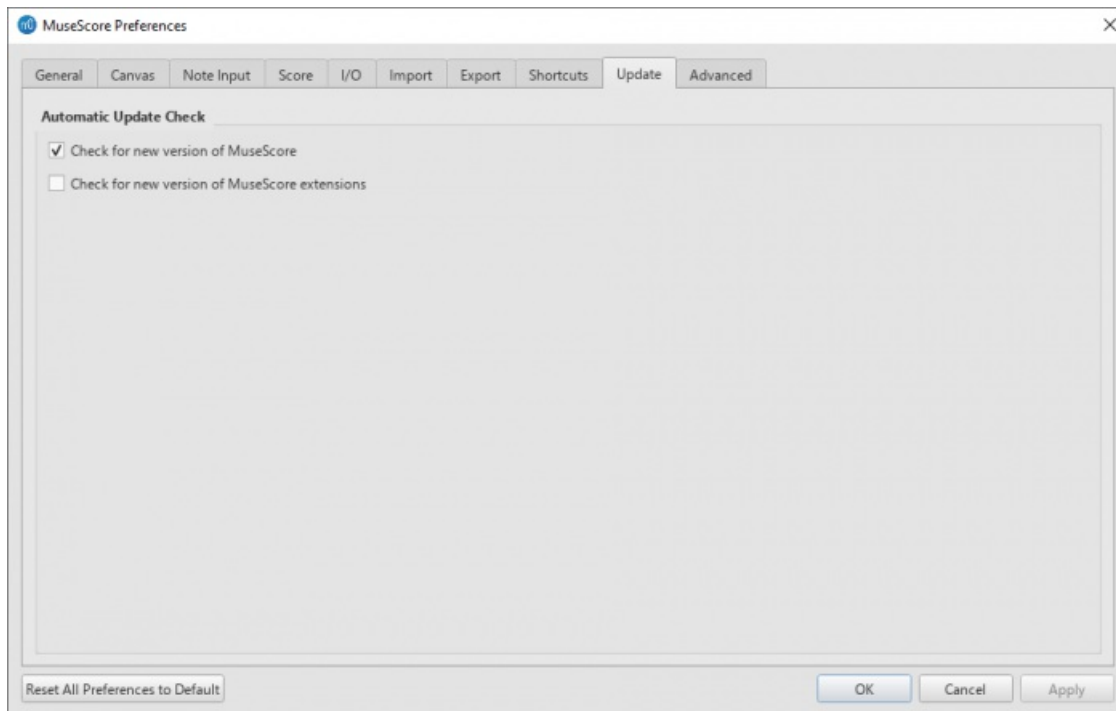 MuseScore Preferences
General Canvas Note Input Score I/O Import Export Shortcuts Update Advanced
Automatic Update Check
Check for new version of MuseScore
Check for new version of MuseScore extensions
Reset All Preferences to Default OK Cancel Apply